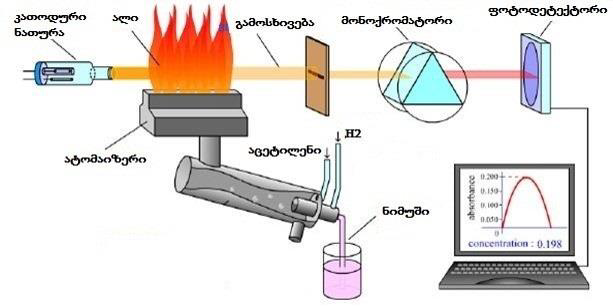 კათოდური
ნათურა
ალი
გამოსხივება
მონოქრომატორი
ფოტოდეტექტორი
ატომაიზერი
აცეტილენი
H2
ნიმუში
absorbance
0.200
0.150
0.100
0.050
concentration : 0.198